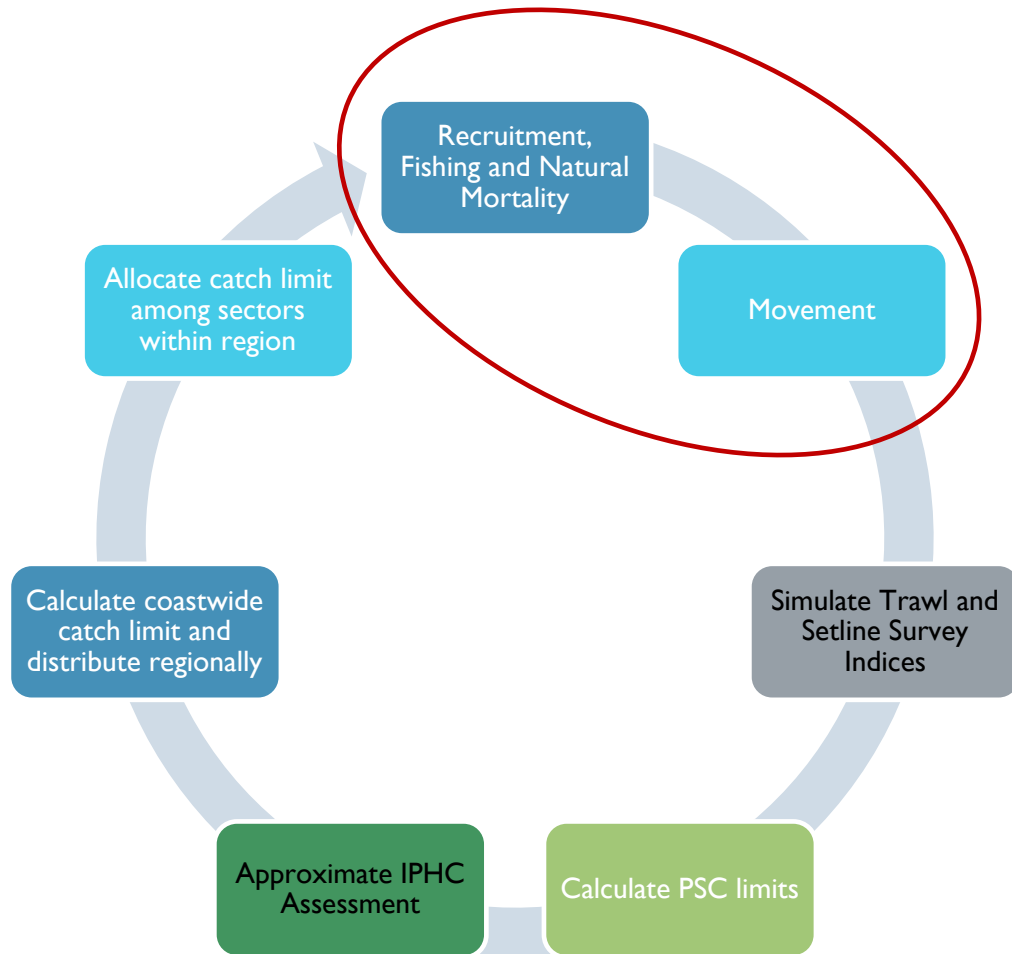 Recruitment,
Fishing and Natural
Mortality
Movement
Simulate Trawl and
Setline Survey
Indices
Calculate PSC limits
Approximate IPHC
Assessment
Calculate coastwide
catch limit and
distribute regionally
Allocate catch limit
among sectors
within region